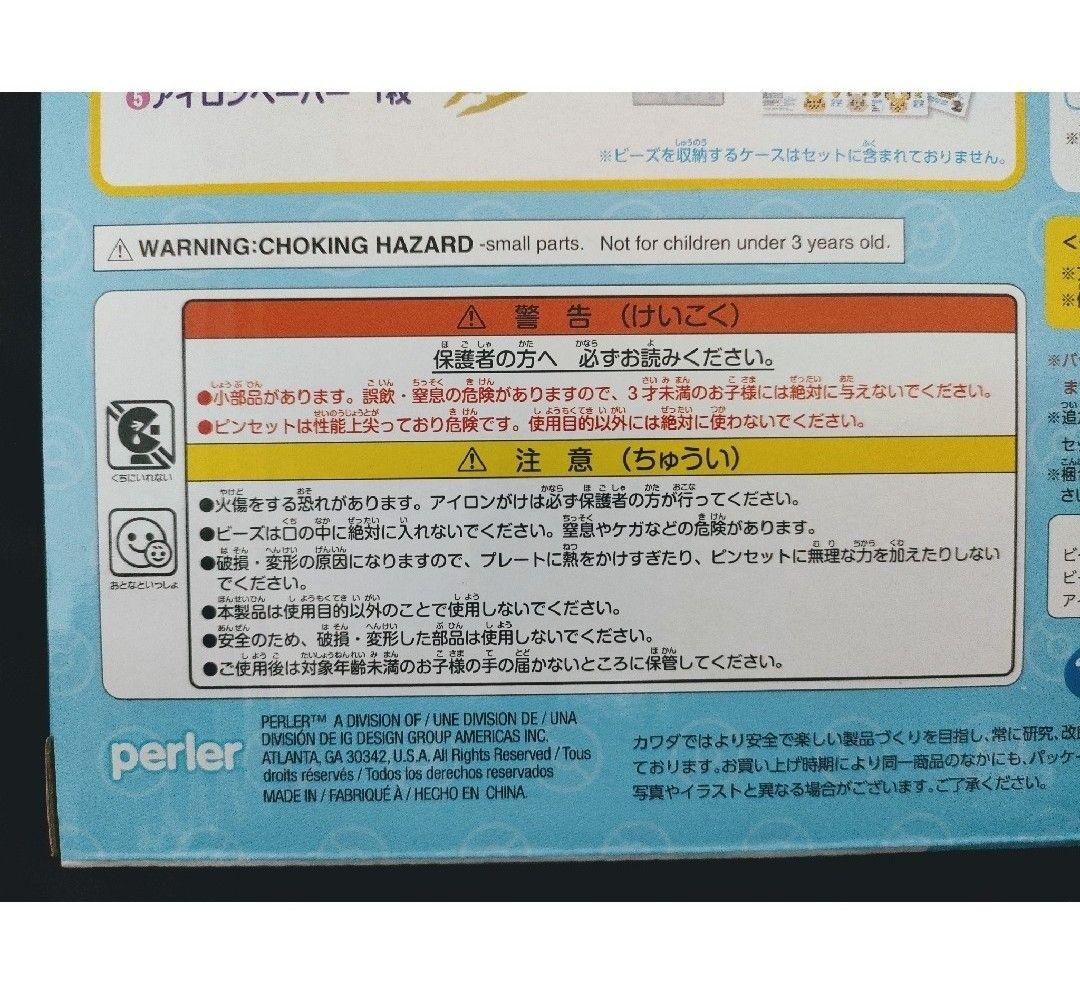 ⑤アイロンペーパー 1枚
※ビーズを収納するケースはセットに含まれておりません。
⚠ WARNING:CHOKING HAZARD -small parts. Not for children under 3 years old.
⚠ 警 告 (けいこく)
保護者の方へ 必ずお読みください。
●小部品があります。誤飲・窒息の危険がありますので、3才未満のお子様には絶対に与えないでください。
●ピンセットは性能上尖っており危険です。使用目的以外には絶対に使わないでください。
⚠ 注 意 (ちゅうい)
●火傷をする恐れがあります。アイロンがけは必ず保護者の方が行ってください。
●ビーズは口の中に絶対に入れないでください。窒息やケガなどの危険があります。
●破損・変形の原因になりますので、プレートに熱をかけすぎたり、ピンセットに無理な力を加えたりしない
でください。
●本製品は使用目的以外のことで使用しないでください。
●安全のため、破損・変形した部品は使用しないでください。
●ご使用後は対象年齢未満のお子様の手の届かないところに保管してください。
くちにいれない
おとなといっしょ
perler
PERLER™ A DIVISION OF / UNE DIVISION DE / UNA
DIVISIÓN DE IG DESIGN GROUP AMERICAS INC.
ATLANTA, GA 30342, U.S.A. All Rights Reserved / Tous
droits réservés / Todos los derechos reservados
MADE IN / FABRIQUÉ À / HECHO EN CHINA.
カワダではより安全で楽しい製品づくりを目指し、常に研究、改
ております。お買い上げ時期により同一商品のなかにも、パッケー
写真やイラストと異なる場合がございます。ご了承ください。